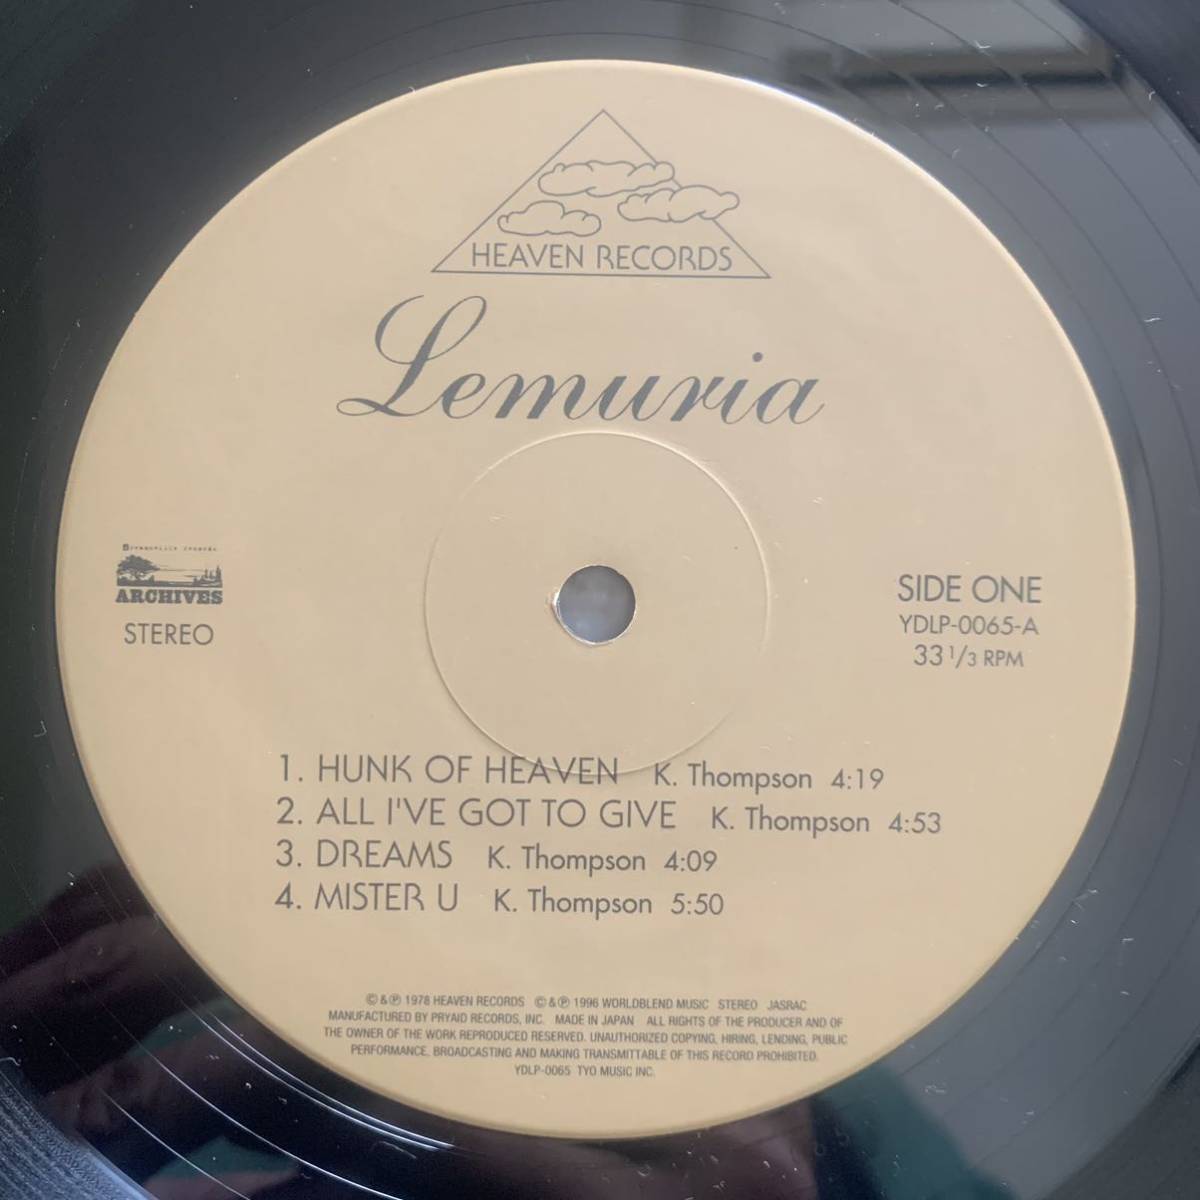 HEAVEN RECORDS
Lemuria
ARCHIVES
STEREO
SIDE ONE
YDLP-0065-A
33 1/3 RPM
1. HUNK OF HEAVEN K. Thompson 4:19
2. ALL I'VE GOT TO GIVE K. Thompson 4:53
3. DREAMS K. Thompson 4:09
4. MISTER U K. Thompson 5:50
©&℗ 1978 HEAVEN RECORDS ©&℗ 1996 WORLDBLEND MUSIC STEREO JASRAC
MANUFACTURED BY PRYAID RECORDS, INC. MADE IN JAPAN ALL RIGHTS OF THE PRODUCER AND OF
THE OWNER OF THE WORK REPRODUCED RESERVED. UNAUTHORIZED COPYING, HIRING, LENDING, PUBLIC
PERFORMANCE, BROADCASTING AND MAKING TRANSMITTABLE OF THIS RECORD PROHIBITED.
YDLP-0065 TYO MUSIC INC.